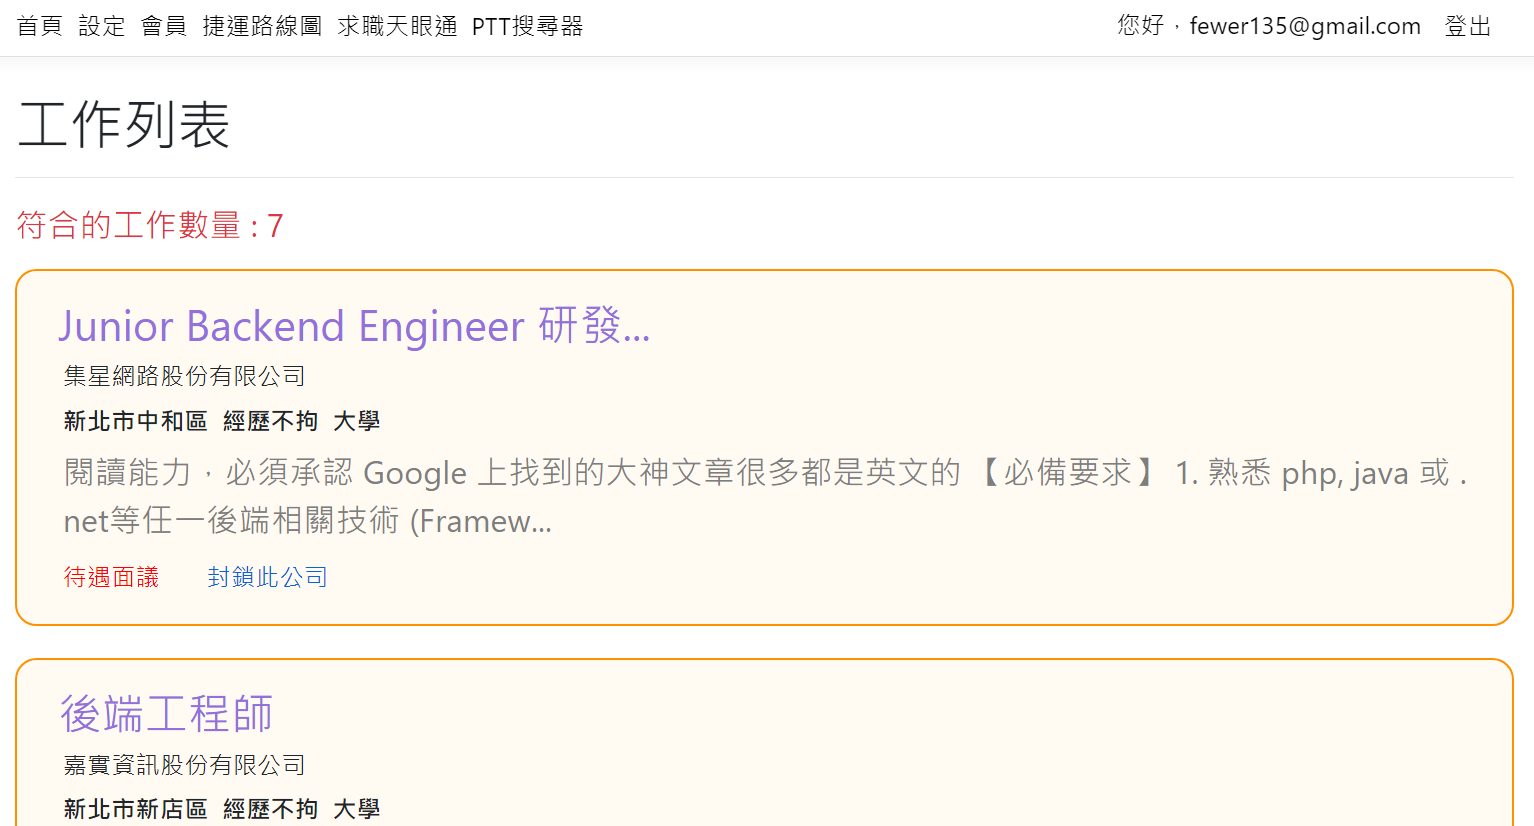 首頁 設定 會員 捷運路線圖 求職天眼通 PTT搜尋器 您好，fewer135@gmail.com 登出
工作列表
符合的工作數量 : 7
Junior Backend Engineer 研發...
集星網路股份有限公司
新北市中和區 經歷不拘 大學
閱讀能力，必須承認 Google 上找到的大神文章很多都是英文的 【必備要求】 1. 熟悉 php, java 或 .
net等任一後端相關技術 (Framew...
待遇面議 封鎖此公司
後端工程師
嘉實資訊股份有限公司
新北市新店區 經歷不拘 大學